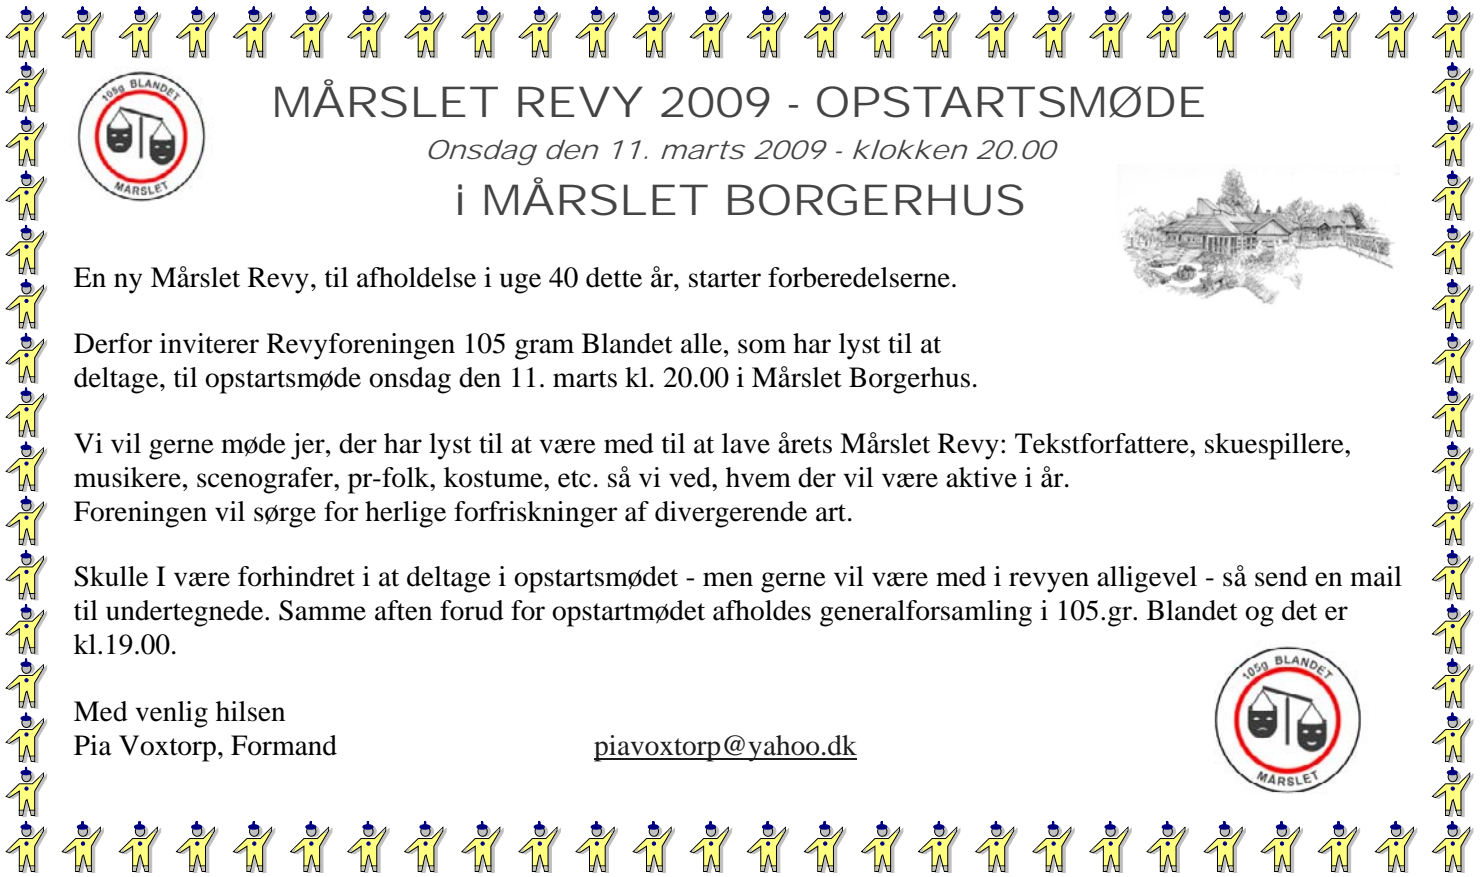 105g BLANDET
MÅRSLET
MÅRSLET REVY 2009 - OPSTARTSMØDE
Onsdag den 11. marts 2009 - klokken 20.00
i MÅRSLET BORGERHUS
En ny Mårslet Revy, til afholdelse i uge 40 dette år, starter forberedelserne.
Derfor inviterer Revyforeningen 105 gram Blandet alle, som har lyst til at
deltage, til opstartsmøde onsdag den 11. marts kl. 20.00 i Mårslet Borgerhus.
Vi vil gerne møde jer, der har lyst til at være med til at lave årets Mårslet Revy: Tekstforfattere, skuespillere,
musikere, scenografer, pr-folk, kostume, etc. så vi ved, hvem der vil være aktive i år.
Foreningen vil sørge for herlige forfriskninger af divergerende art.
Skulle I være forhindret i at deltage i opstartsmødet - men gerne vil være med i revyen alligevel - så send en mail
til undertegnede. Samme aften forud for opstartmødet afholdes generalforsamling i 105.gr. Blandet og det er
kl.19.00.
Med venlig hilsen
Pia Voxtorp, Formand piavoxtorp@yahoo.dk
105g BLANDET
MÅRSLET